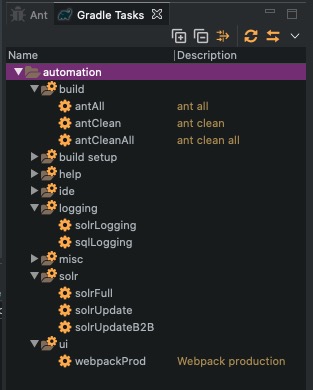 Ant Gradle Tasks
Name Description
automation
build
antAll ant all
antClean ant clean
antCleanAll ant clean all
build setup
help
ide
logging
solrLogging
sqlLogging
misc
solr
solrFull
solrUpdate
solrUpdateB2B
ui
webpackProd Webpack production